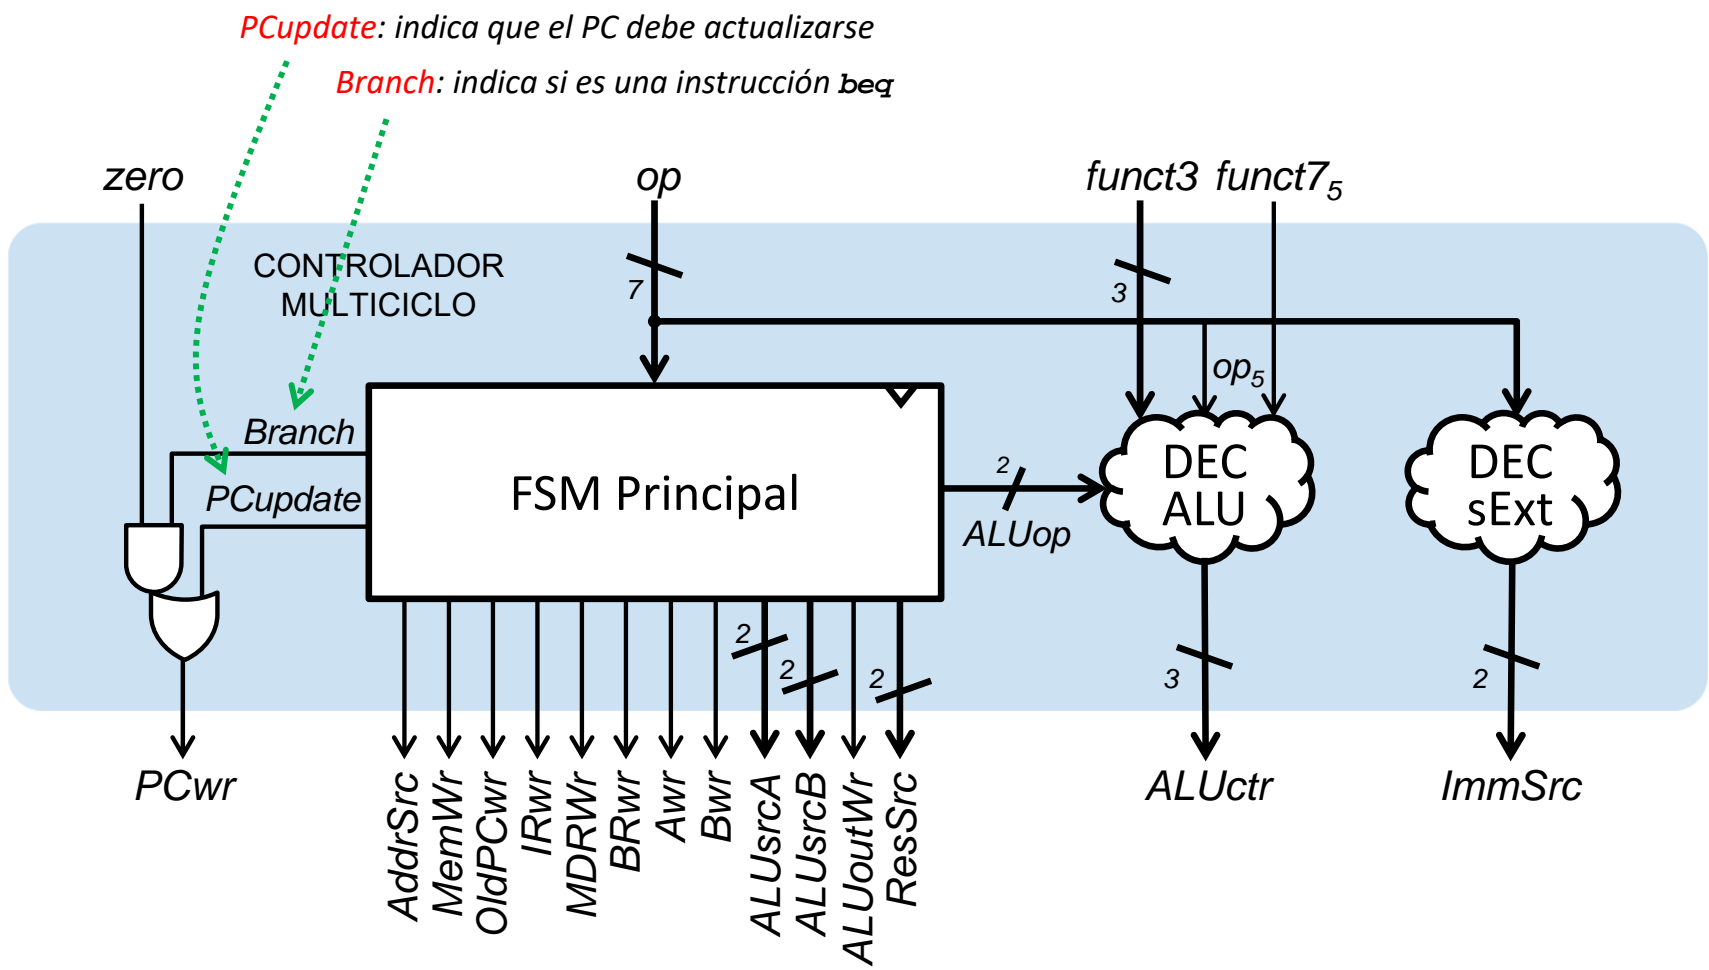 PCupdate: indica que el PC debe actualizarse
Branch: indica si es una instrucción beq
zero
op
funct3 funct7₅
CONTROLADOR
MULTICICLO
7
3
op₅
Branch
PCupdate
FSM Principal
2
ALUop
DEC
ALU
DEC
sExt
2
2
2
3
2
PCwr
AddrSrc
MemWr
OldPCwr
IRwr
MDRWr
BRwr
Awr
Bwr
ALUsrcA
ALUsrcB
ALUoutWr
ResSrc
ALUctr
ImmSrc